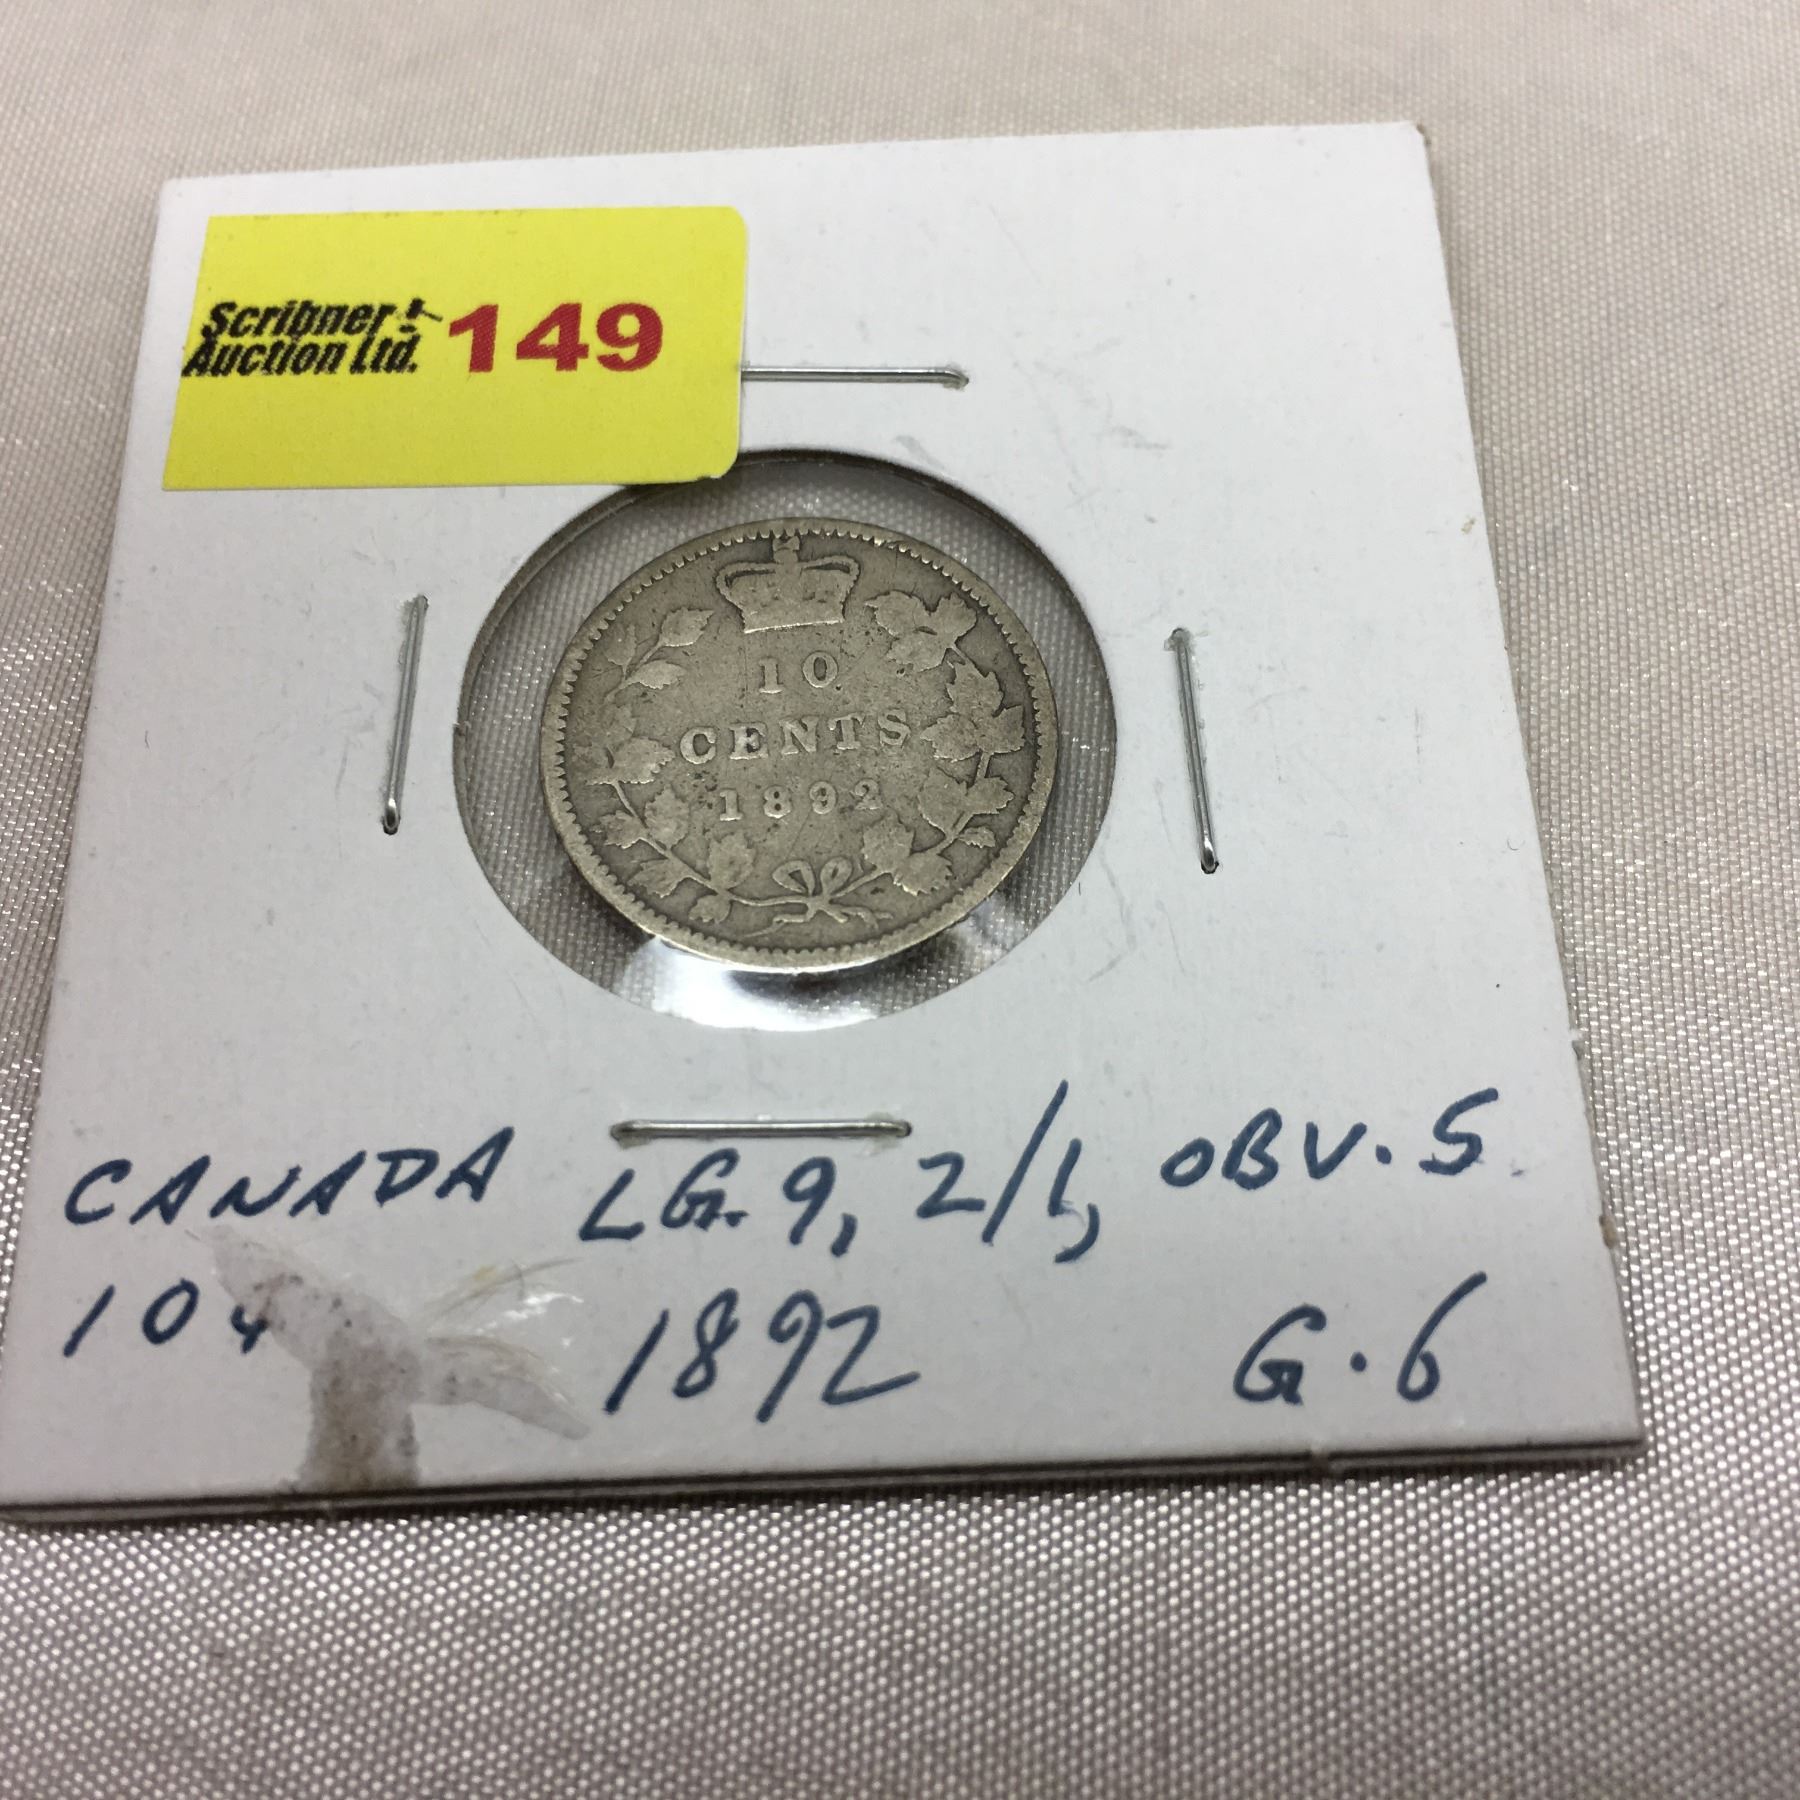 Scribner
Auction Ltd.
149
10
CENTS
1892
CANADA LG. 9, 2/1, OBV. 5
10¢ 1892 G.6